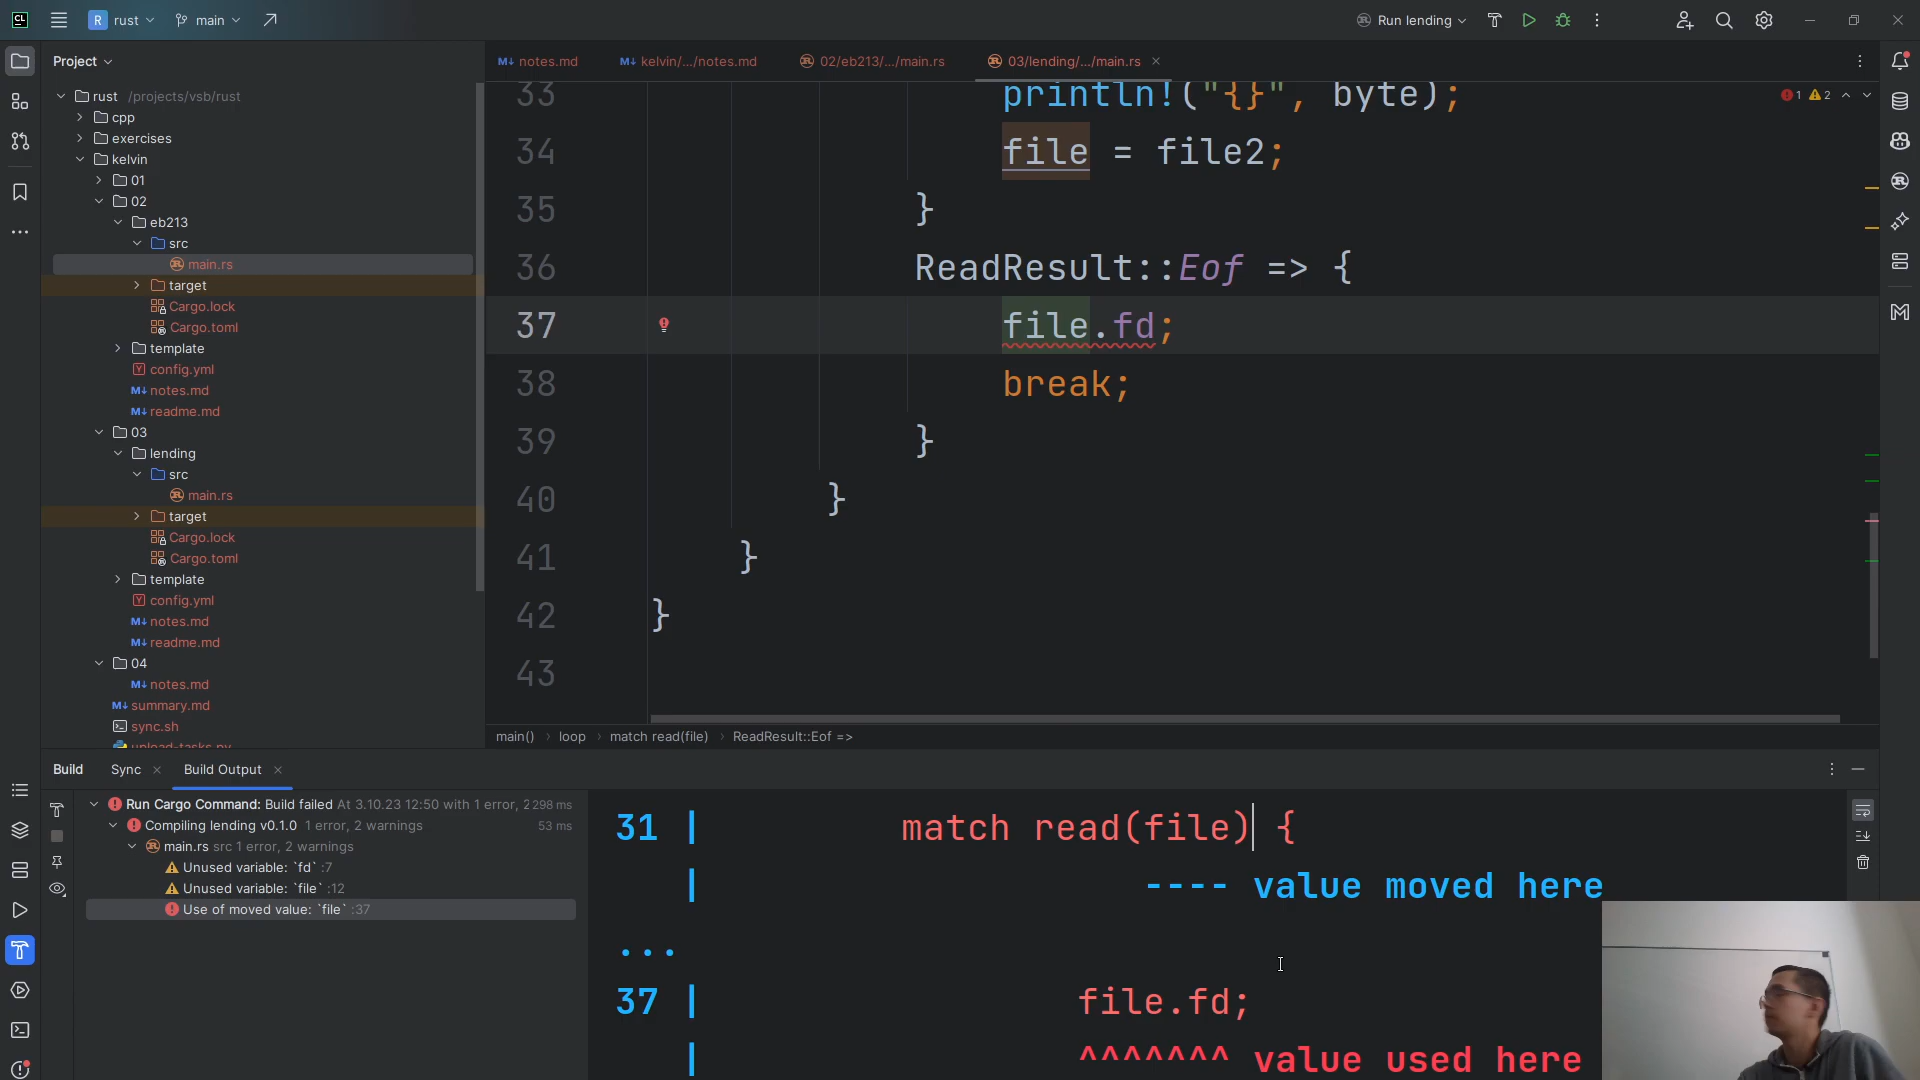 CL
R rust
main
Run lending
Project
notes.md
kelvin/.../notes.md
02/eb213/.../main.rs
03/lending/.../main.rs
rust /projects/vsb/rust
cpp
exercises
kelvin
01
02
eb213
src
main.rs
target
Cargo.lock
Cargo.toml
template
config.yml
notes.md
readme.md
03
lending
src
main.rs
target
Cargo.lock
Cargo.toml
template
config.yml
notes.md
readme.md
04
notes.md
summary.md
sync.sh
upload-tasks.py
1 2
33 println!("{}", byte);
34 file = file2;
35 }
36 ReadResult::Eof => {
37 file.fd;
38 break;
39 }
40 }
41 }
42 }
43
main() › loop › match read(file) › ReadResult::Eof =>
Build
Sync
Build Output
Run Cargo Command: Build failed At 3.10.23 12:50 with 1 error, 2 298 ms
Compiling lending v0.1.0 1 error, 2 warnings 53 ms
main.rs src 1 error, 2 warnings
Unused variable: `fd` :7
Unused variable: `file` :12
Use of moved value: `file` :37
31 | match read(file) {
| ---- value moved here
...
37 | file.fd;
| ^^^^^^^ value used here